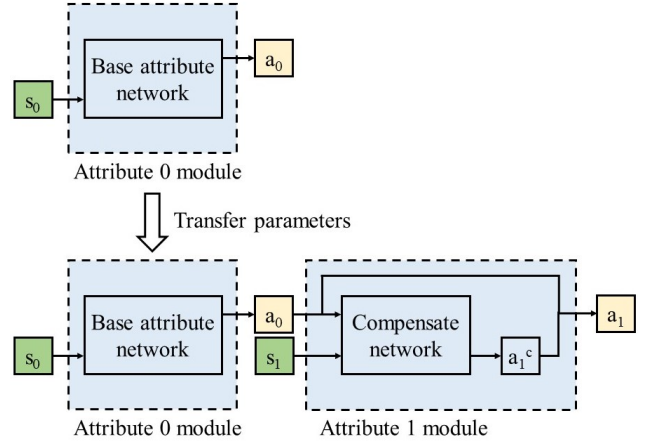 Base attribute
network
a₀
s₀
Attribute 0 module
Transfer parameters
Base attribute
network
s₀
a₀
s₁
Compensate
network
a₁ᶜ
a₁
Attribute 0 module
Attribute 1 module